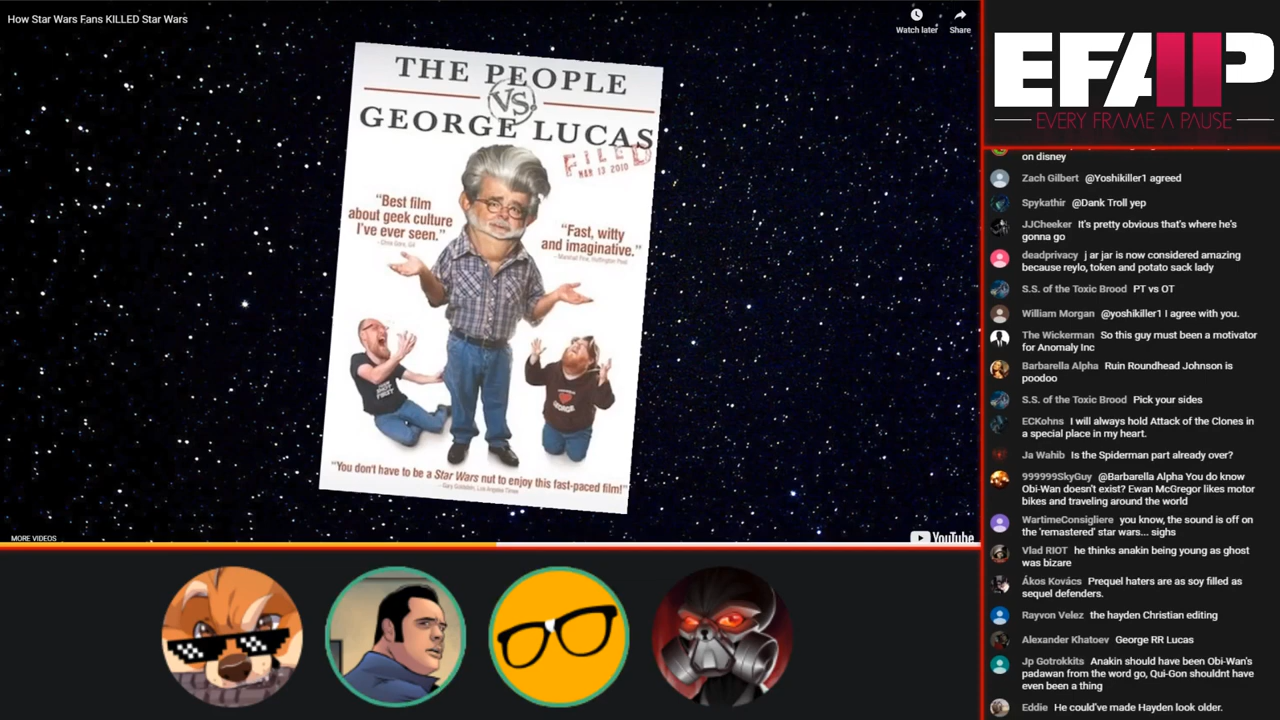 How Star Wars Fans KILLED Star Wars
Watch later
Share
THE PEOPLE
VS.
GEORGE LUCAS
FILED
MAR 13 2010
“Best film
about geek culture
I’ve ever seen.”
“Fast, witty
and imaginative.”
“You don’t have to be a Star Wars nut to enjoy this fast-paced film!”
MORE VIDEOS
YouTube
EFAP
EVERY FRAME A PAUSE
on disney
Zach Gilbert @Yoshikiller1 agreed
Spykathir @Dank Troll yep
JJCheeker It's pretty obvious that's where he's
gonna go
deadprivacy j ar jar is now considered amazing
because reylo, token and potato sack lady
S.S. of the Toxic Brood PT vs OT
William Morgan @yoshikiller1 I agree with you.
The Wickerman So this guy must been a motivator
for Anomaly Inc
Barbarella Alpha Ruin Roundhead Johnson is
poodoo
S.S. of the Toxic Brood Pick your sides
ECKohns I will always hold Attack of the Clones in
a special place in my heart.
Ja Wahib Is the Spiderman part already over?
999999SkyGuy @Barbarella Alpha You do know
Obi-Wan doesn't exist? Ewan McGregor likes motor
bikes and traveling around the world
WartimeConsigliere you know, the sound is off on
the 'remastered' star wars... sighs
Vlad RIOT he thinks anakin being young as ghost
was bizare
Ákos Kovács Prequel haters are as soy filled as
sequel defenders.
Rayvon Velez the hayden Christian editing
Alexander Khatoev George RR Lucas
Jp Gotrokkits Anakin should have been Obi-Wan's
padawan from the word go, Qui-Gon shouldnt have
even been a thing
Eddie He could've made Hayden look older.